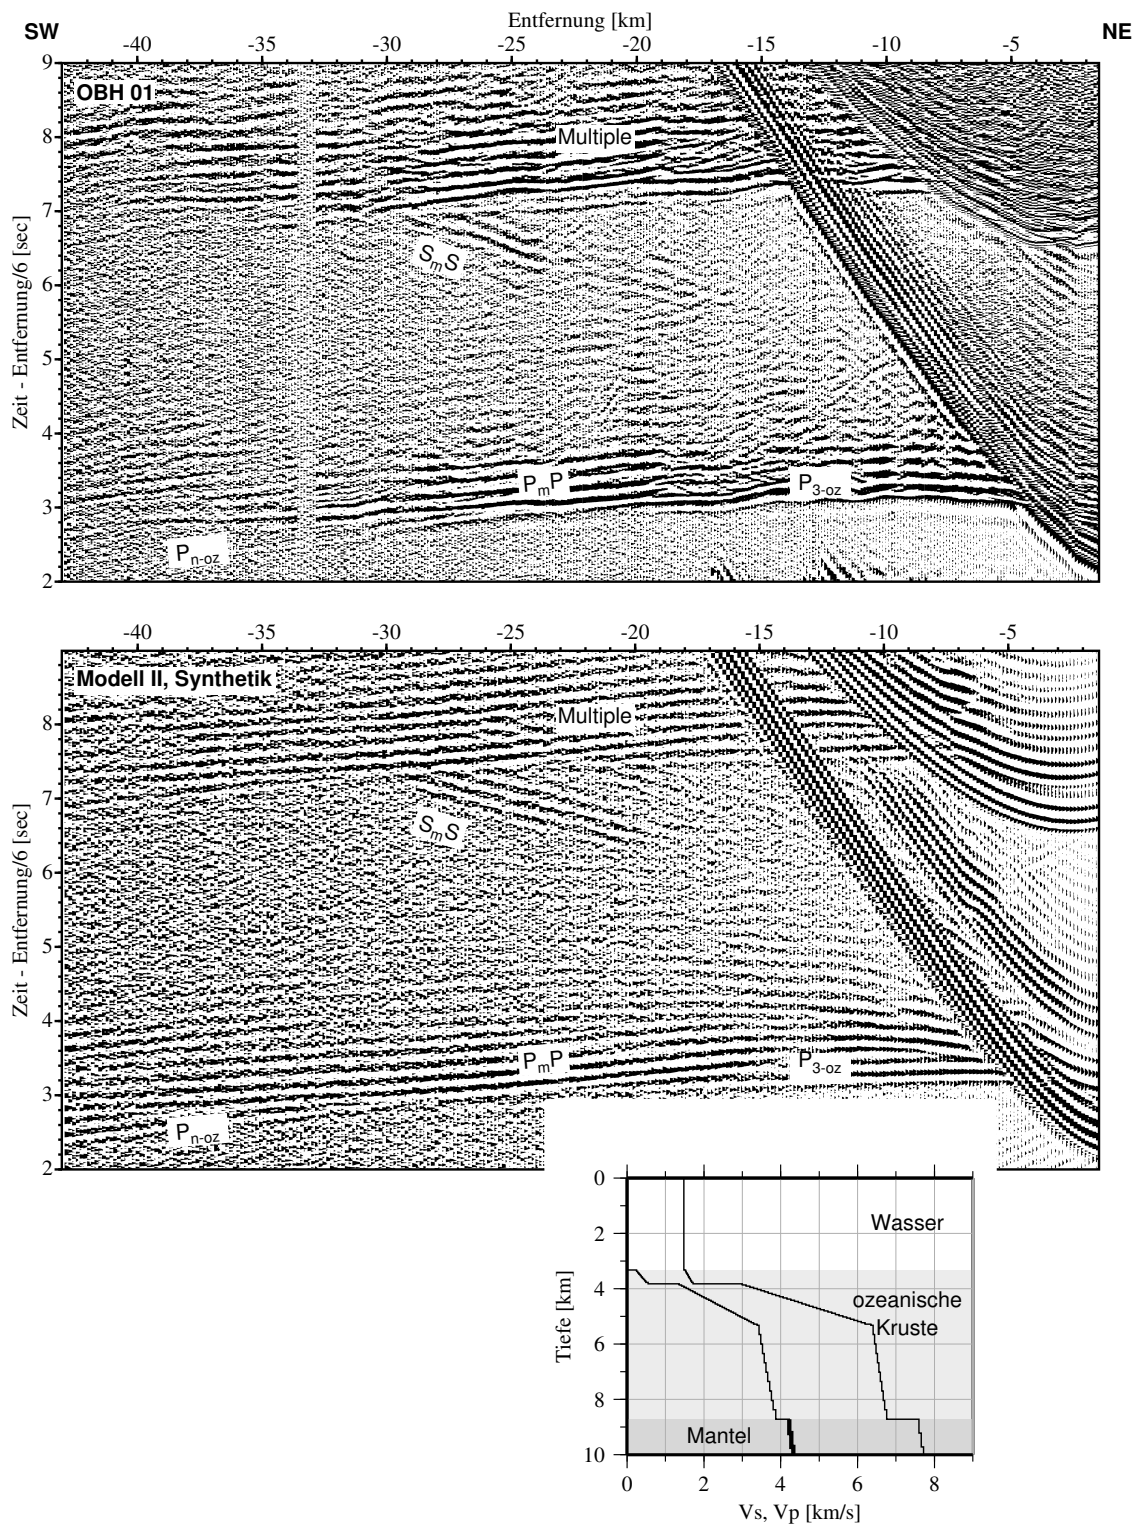 Entfernung [km]
SW
NE
-40 -35 -30 -25 -20 -15 -10 -5
9
OBH 01
8
Multiple
7
SmS
6
Zeit - Entfernung/6 [sec]
5
4
PmP
P3-oz
3
Pn-oz
2
-40 -35 -30 -25 -20 -15 -10 -5
Modell II, Synthetik
8
Multiple
7
SmS
6
Zeit - Entfernung/6 [sec]
5
4
PmP
P3-oz
3
Pn-oz
2
0
Wasser
2
4
ozeanische
Kruste
Tiefe [km]
6
8
Mantel
10
0 2 4 6 8
Vs, Vp [km/s]